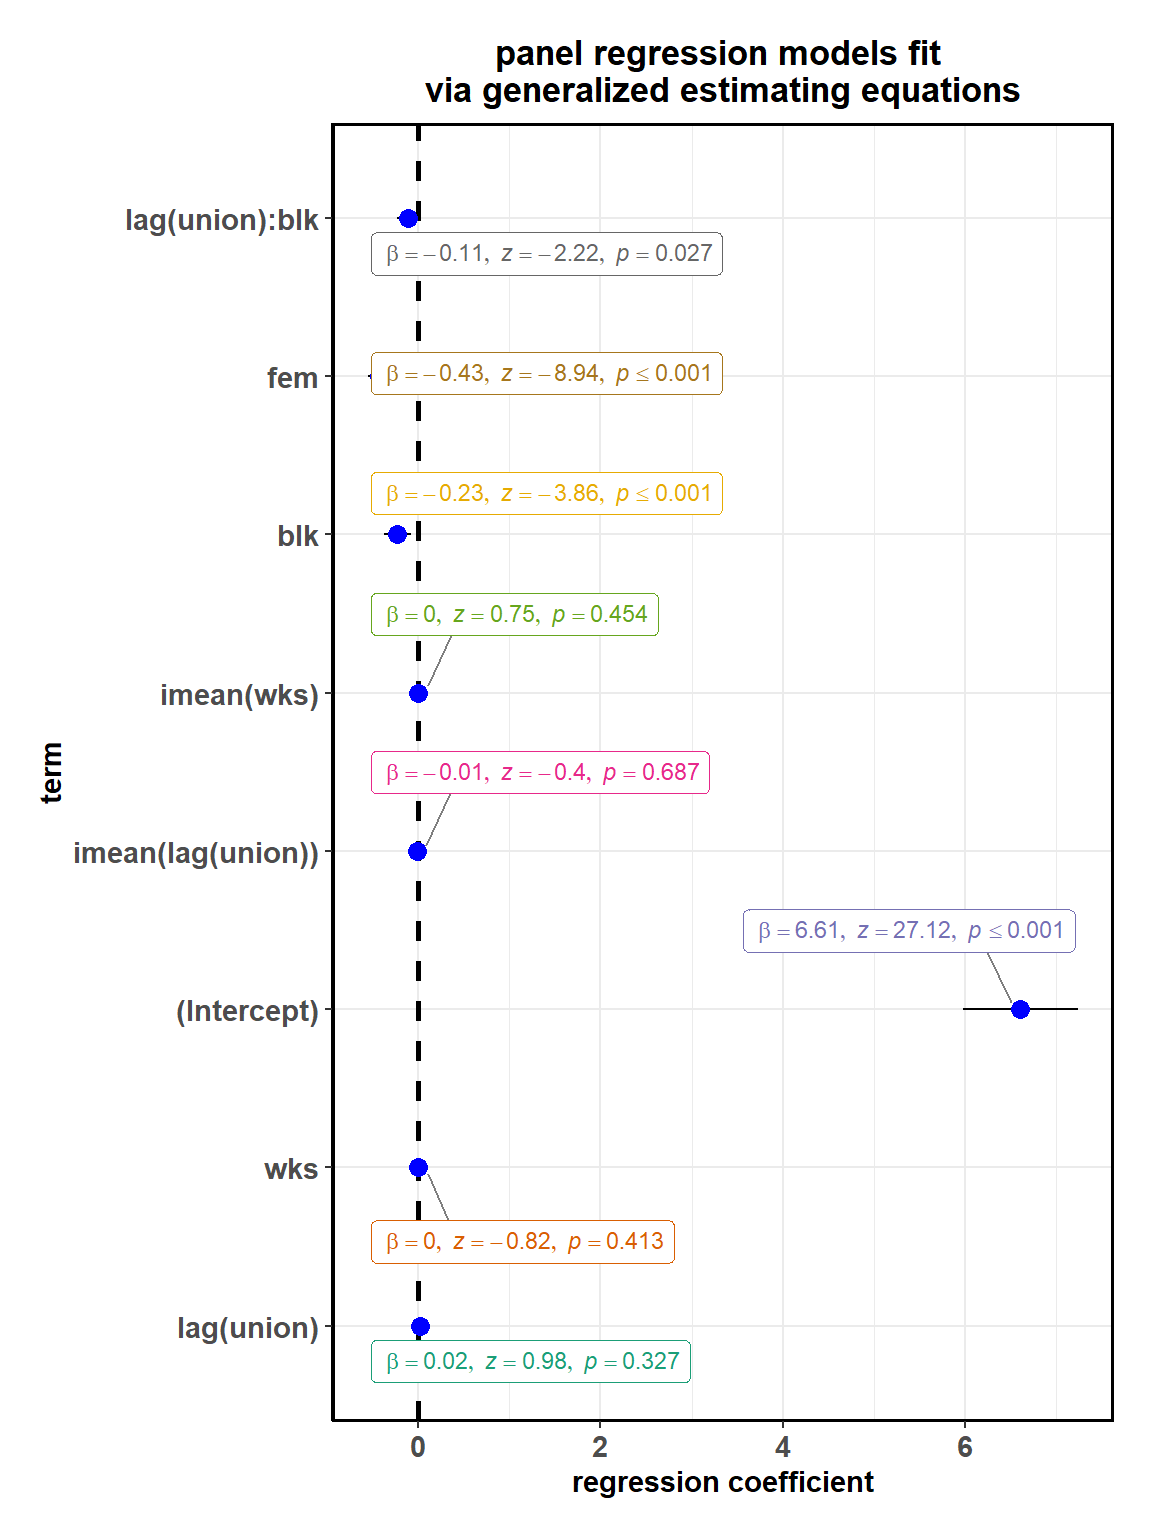 panel regression models fit
via generalized estimating equations
lag(union):blk
β = −0.11, z = −2.22, p = 0.027
fem
β = −0.43, z = −8.94, p ≤ 0.001
β = −0.23, z = −3.86, p ≤ 0.001
blk
β = 0, z = 0.75, p = 0.454
imean(wks)
term
β = −0.01, z = −0.4, p = 0.687
imean(lag(union))
β = 6.61, z = 27.12, p ≤ 0.001
(Intercept)
wks
β = 0, z = −0.82, p = 0.413
lag(union)
β = 0.02, z = 0.98, p = 0.327
0 2 4 6
regression coefficient